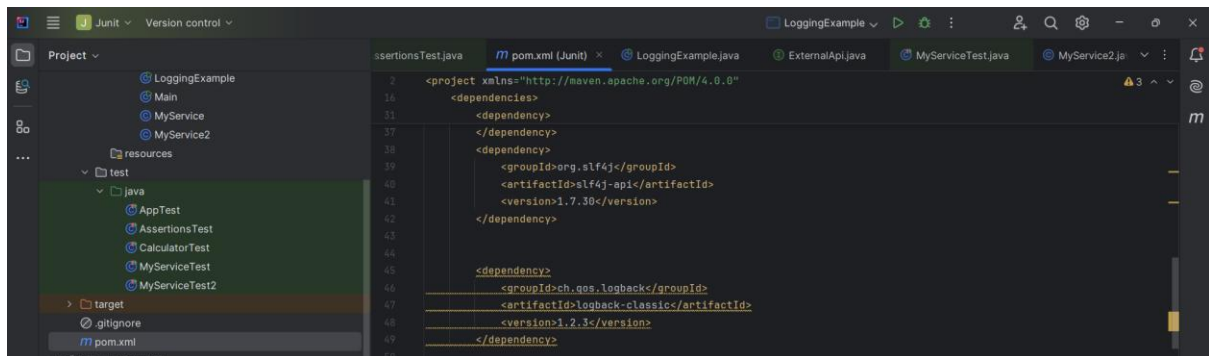 J Junit Version control LoggingExample
Project
ssertionsTest.java m pom.xml (Junit) LoggingExample.java ExternalApi.java MyServiceTest.java MyService2.ja
LoggingExample
Main
MyService
MyService2
resources
test
java
AppTest
AssertionsTest
CalculatorTest
MyServiceTest
MyServiceTest2
target
.gitignore
m pom.xml
2 <project xmlns="http://maven.apache.org/POM/4.0.0"
16 <dependencies>
31 <dependency>
37 </dependency>
38 <dependency>
39 <groupId>org.slf4j</groupId>
40 <artifactId>slf4j-api</artifactId>
41 <version>1.7.30</version>
42 </dependency>
43
44
45 <dependency>
46 <groupId>ch.qos.logback</groupId>
47 <artifactId>logback-classic</artifactId>
48 <version>1.2.3</version>
49 </dependency>
3
m